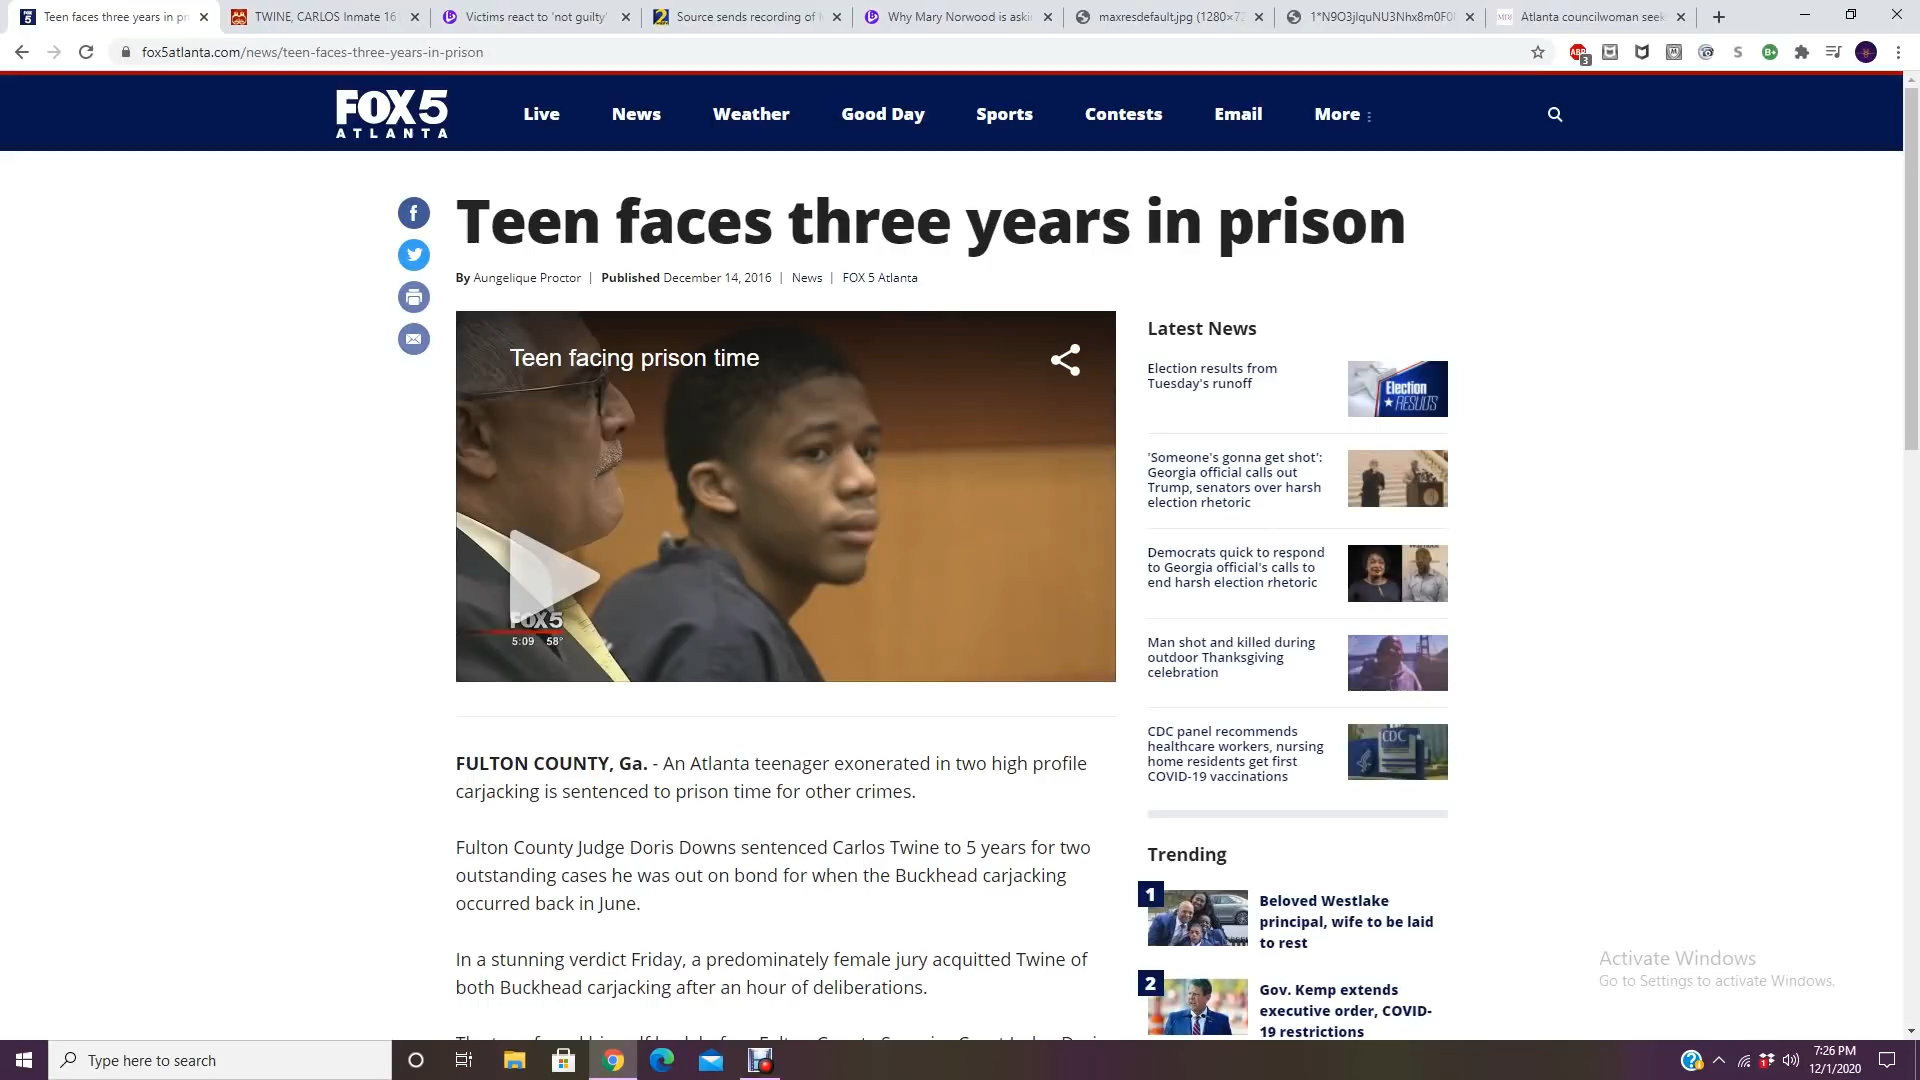 Teen faces three years in pr
TWINE, CARLOS Inmate 16
Victims react to 'not guilty'
Source sends recording of
Why Mary Norwood is aski
maxresdefault.jpg (1280×72
Atlanta councilwoman seek
fox5atlanta.com/news/teen-faces-three-years-in-prison
FOX 5
ATLANTA
Live
News
Weather
Good Day
Sports
Contests
Email
More
Teen faces three years in prison
By Aungelique Proctor | Published December 14, 2016 | News | FOX 5 Atlanta
Teen facing prison time
FOX5
5:09 58°
FULTON COUNTY, Ga. - An Atlanta teenager exonerated in two high profile
carjacking is sentenced to prison time for other crimes.
Fulton County Judge Doris Downs sentenced Carlos Twine to 5 years for two
outstanding cases he was out on bond for when the Buckhead carjacking
occurred back in June.
In a stunning verdict Friday, a predominately female jury acquitted Twine of
both Buckhead carjacking after an hour of deliberations.
Latest News
Election results from
Tuesday's runoff
Election
RESULTS
'Someone's gonna get shot':
Georgia official calls out
Trump, senators over harsh
election rhetoric
Democrats quick to respond
to Georgia official's calls to
end harsh election rhetoric
Man shot and killed during
outdoor Thanksgiving
celebration
CDC panel recommends
healthcare workers, nursing
home residents get first
COVID-19 vaccinations
CDC
Trending
1
Beloved Westlake
principal, wife to be laid
to rest
2
Gov. Kemp extends
executive order, COVID-
19 restrictions
Activate Windows
Go to Settings to activate Windows.
Type here to search
7:26 PM
12/1/2020